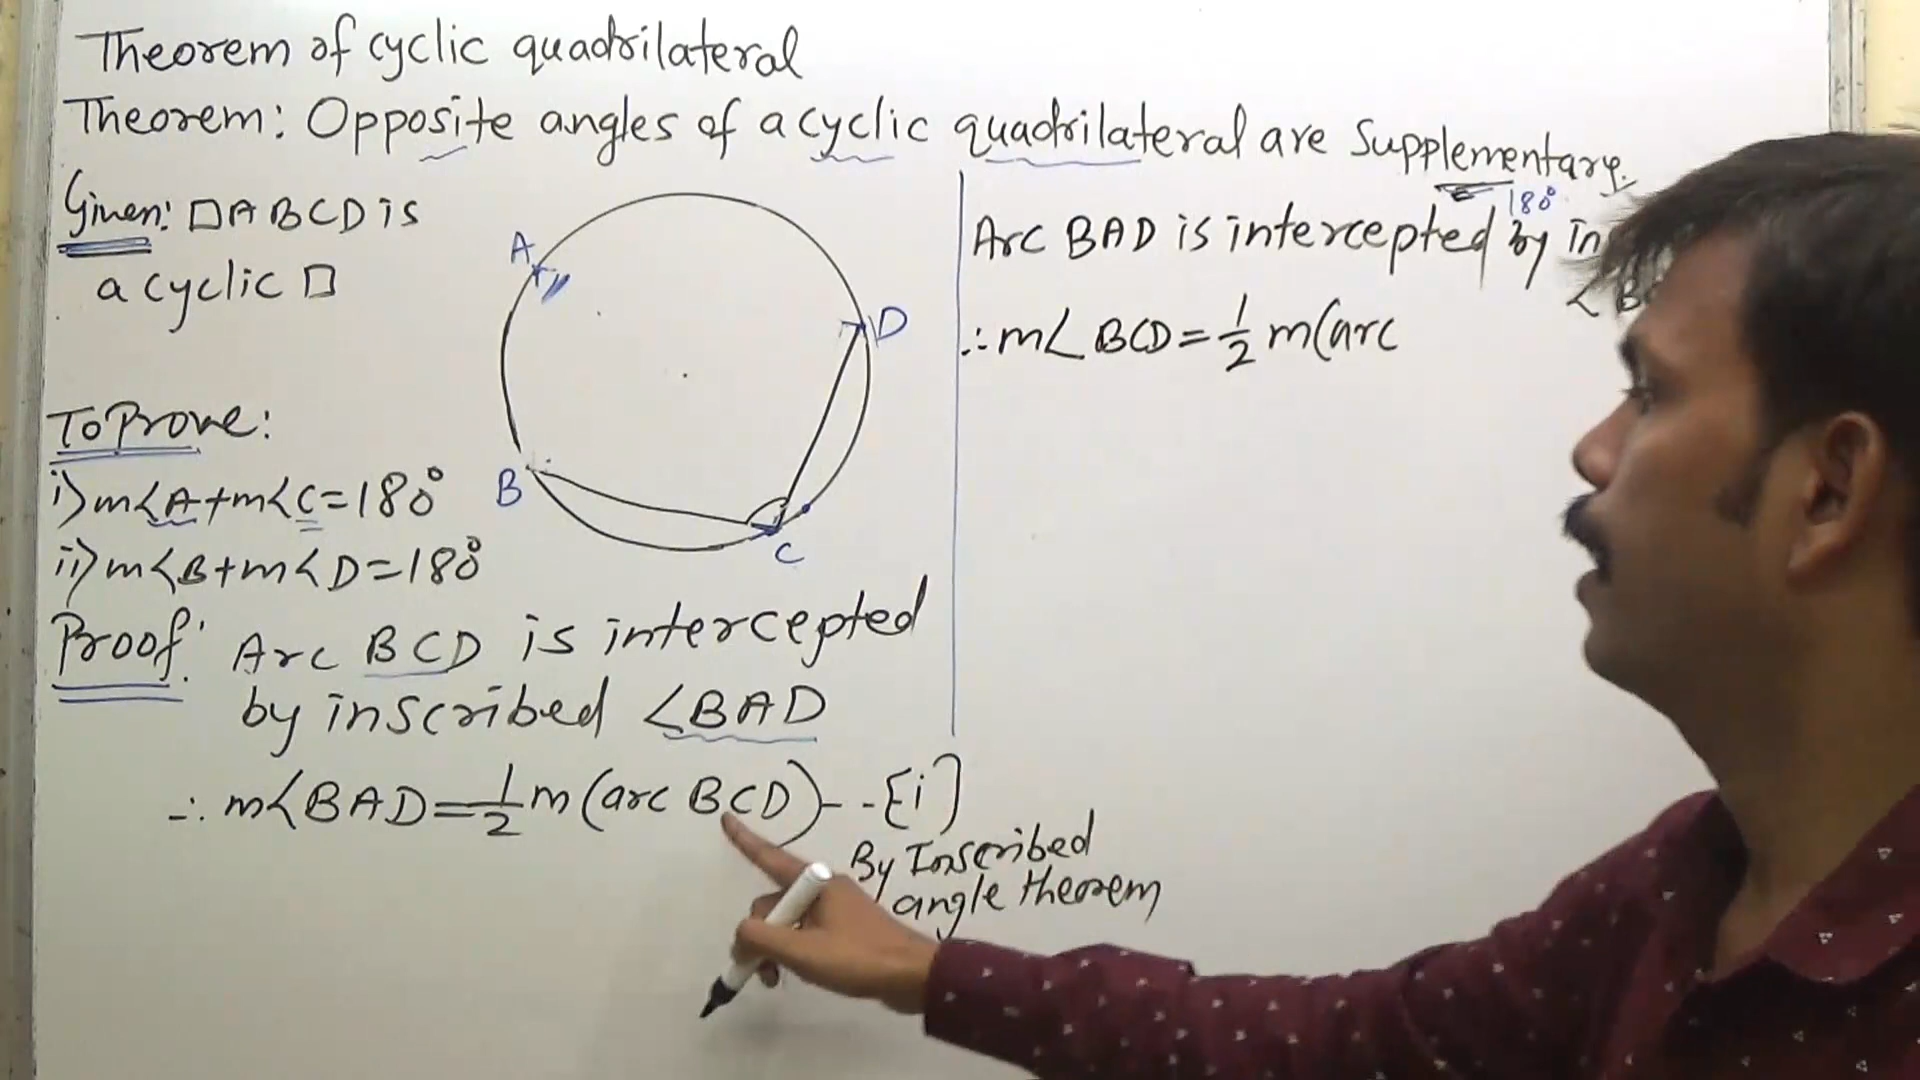 Theorem of cyclic quadrilateral
Theorem: Opposite angles of a cyclic quadrilateral are Supplementary.
180°
Given: □ABCD is
a cyclic □
To Prove:
i) m∠A+m∠C=180°
ii) m∠B+m∠D=180°
A
D
B
C
Proof: Arc BCD is intercepted
by inscribed ∠BAD
∴ m∠BAD=1/2 m(arc BCD)--[i]
By Inscribed
angle theorem
Arc BAD is intercepted by
∴ m∠ BCD=1/2 m(arc